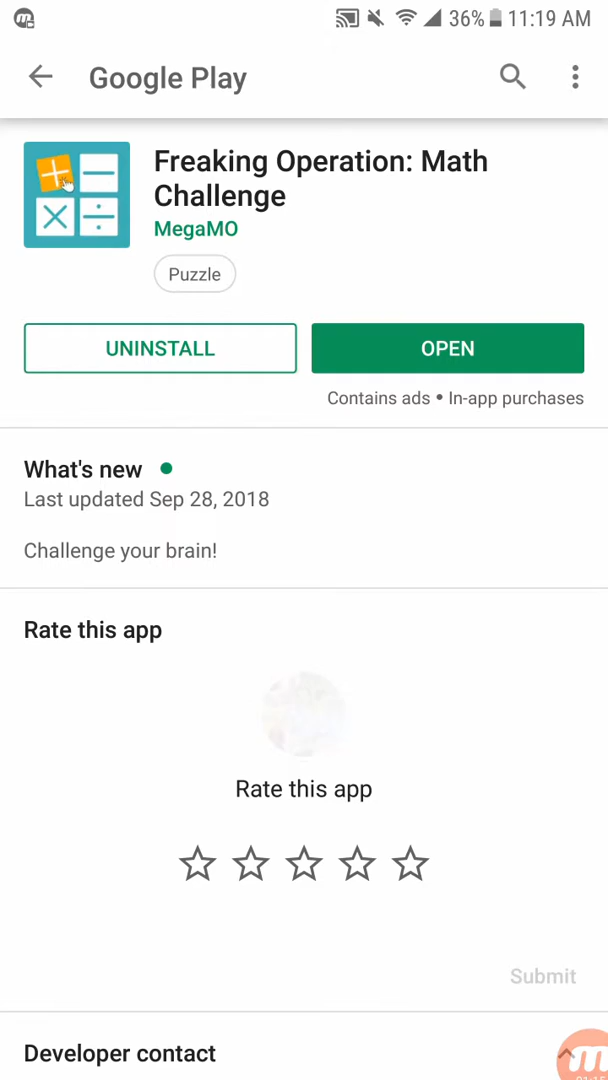 36% 11:19 AM
Google Play
Freaking Operation: Math
Challenge
MegaMO
Puzzle
UNINSTALL
OPEN
Contains ads • In-app purchases
What's new
Last updated Sep 28, 2018
Challenge your brain!
Rate this app
Rate this app
Submit
Developer contact